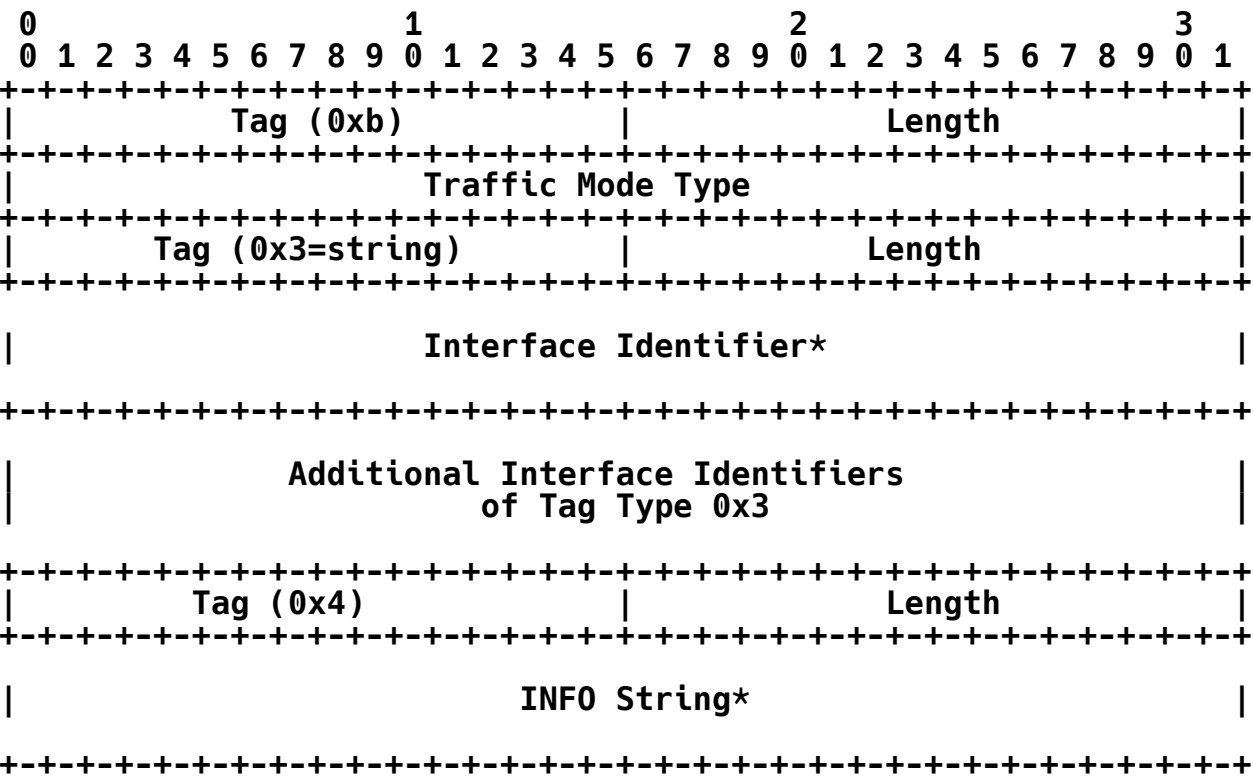 0                   1                   2                   3
 0 1 2 3 4 5 6 7 8 9 0 1 2 3 4 5 6 7 8 9 0 1 2 3 4 5 6 7 8 9 0 1
+-+-+-+-+-+-+-+-+-+-+-+-+-+-+-+-+-+-+-+-+-+-+-+-+-+-+-+-+-+-+-+-+
|           Tag (0xb)           |             Length            |
+-+-+-+-+-+-+-+-+-+-+-+-+-+-+-+-+-+-+-+-+-+-+-+-+-+-+-+-+-+-+-+-+
|                     Traffic Mode Type                         |
+-+-+-+-+-+-+-+-+-+-+-+-+-+-+-+-+-+-+-+-+-+-+-+-+-+-+-+-+-+-+-+-+
|       Tag (0x3=string)        |            Length             |
+-+-+-+-+-+-+-+-+-+-+-+-+-+-+-+-+-+-+-+-+-+-+-+-+-+-+-+-+-+-+-+-+
|                     Interface Identifier*                     |
+-+-+-+-+-+-+-+-+-+-+-+-+-+-+-+-+-+-+-+-+-+-+-+-+-+-+-+-+-+-+-+-+
|              Additional Interface Identifiers                 |
|                        of Tag Type 0x3                        |
+-+-+-+-+-+-+-+-+-+-+-+-+-+-+-+-+-+-+-+-+-+-+-+-+-+-+-+-+-+-+-+-+
|         Tag (0x4)             |             Length            |
+-+-+-+-+-+-+-+-+-+-+-+-+-+-+-+-+-+-+-+-+-+-+-+-+-+-+-+-+-+-+-+-+
|                          INFO String*                         |
+-+-+-+-+-+-+-+-+-+-+-+-+-+-+-+-+-+-+-+-+-+-+-+-+-+-+-+-+-+-+-+-+